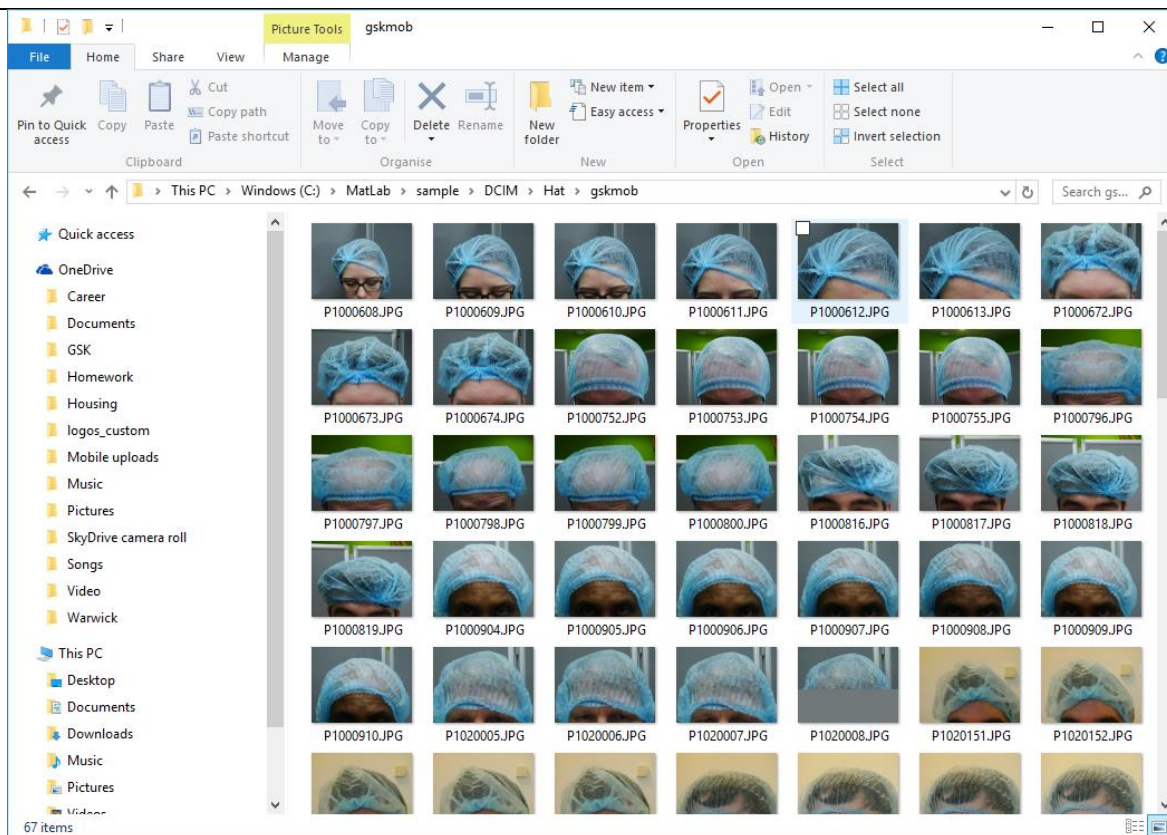 Picture Tools gskmob
File Home Share View Manage
Pin to Quick access
Copy
Paste
Cut
Copy path
Paste shortcut
Clipboard
Move to
Copy to
Delete
Rename
Organise
New folder
New item
Easy access
New
Properties
Open
Edit
History
Open
Select all
Select none
Invert selection
Select
This PC > Windows (C:) > MatLab > sample > DCIM > Hat > gskmob
Search gs...
Quick access
OneDrive
Career
Documents
GSK
Homework
Housing
logos_custom
Mobile uploads
Music
Pictures
SkyDrive camera roll
Songs
Video
Warwick
This PC
Desktop
Documents
Downloads
Music
Pictures
Videos
P1000608.JPG P1000609.JPG P1000610.JPG P1000611.JPG P1000612.JPG P1000613.JPG P1000672.JPG
P1000673.JPG P1000674.JPG P1000752.JPG P1000753.JPG P1000754.JPG P1000755.JPG P1000796.JPG
P1000797.JPG P1000798.JPG P1000799.JPG P1000800.JPG P1000816.JPG P1000817.JPG P1000818.JPG
P1000819.JPG P1000904.JPG P1000905.JPG P1000906.JPG P1000907.JPG P1000908.JPG P1000909.JPG
P1000910.JPG P1020005.JPG P1020006.JPG P1020007.JPG P1020008.JPG P1020151.JPG P1020152.JPG
67 items